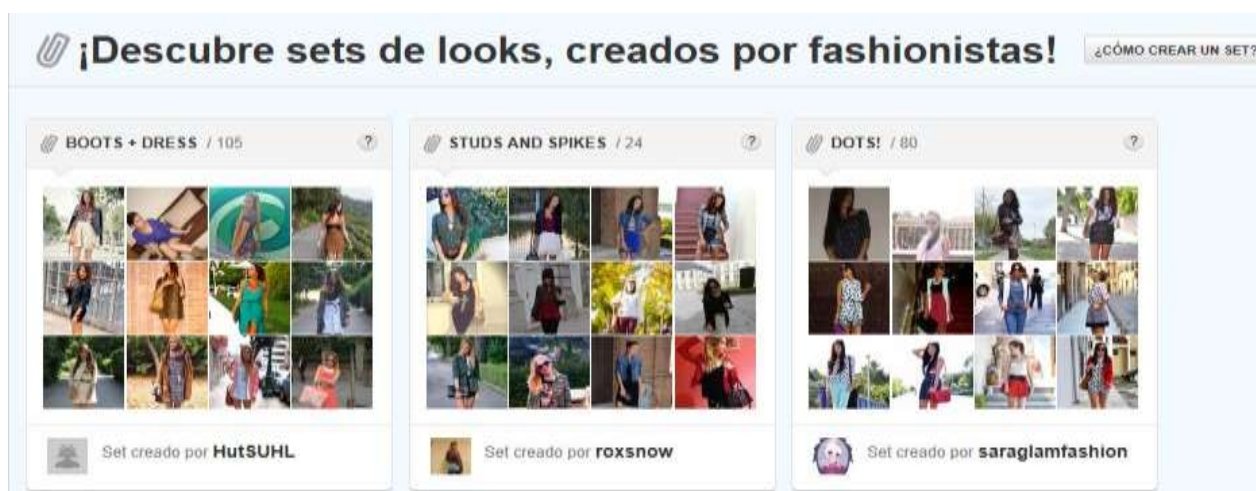 ¡Descubre sets de looks, creados por fashionistas!
¿CÓMO CREAR UN SET?
BOOTS + DRESS / 105
?
STUDS AND SPIKES / 24
?
DOTS! / 80
?
Set creado por HutSUHL
Set creado por roxsnow
Set creado por saraglamfashion